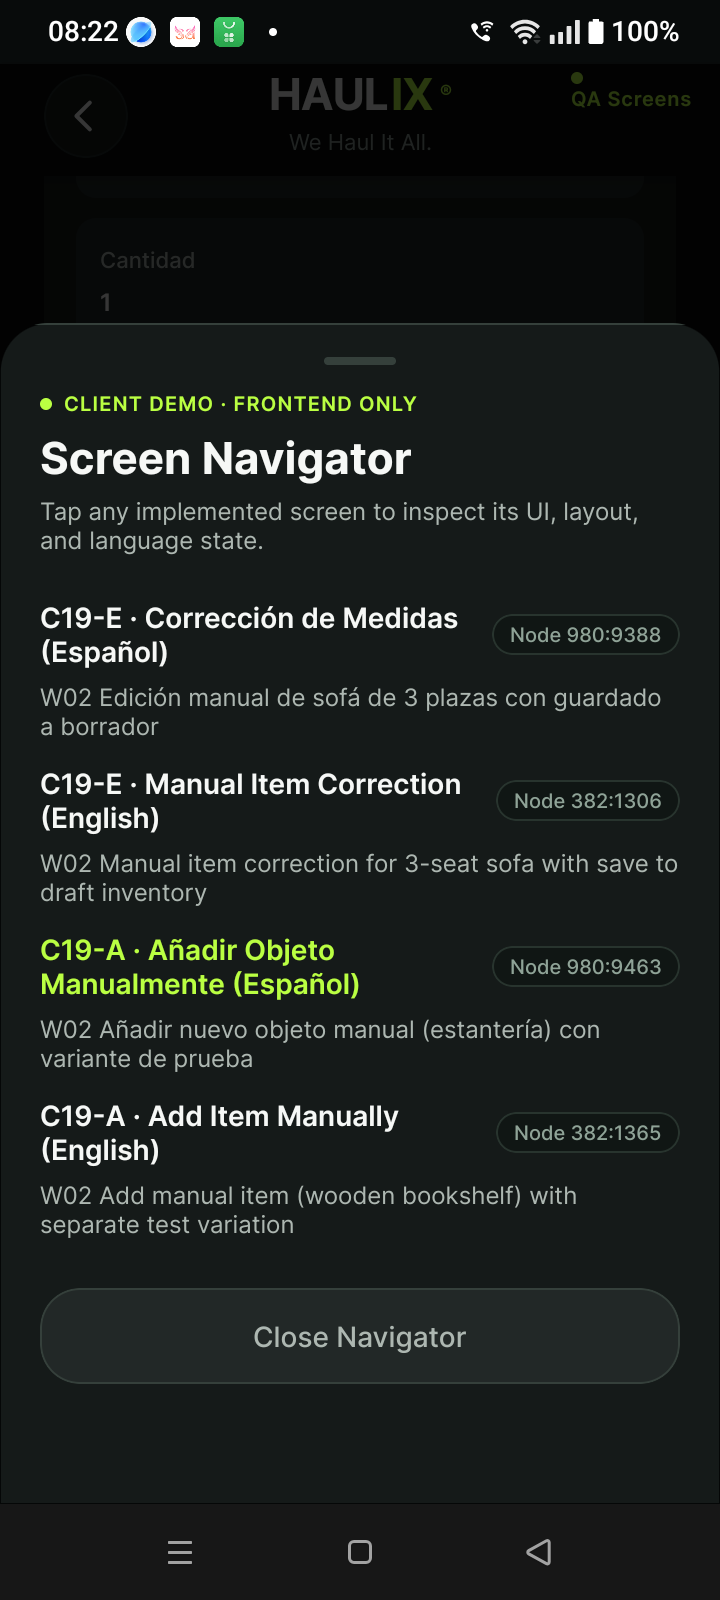 08:22
100%
HAULIX ®
We Haul It All.
QA Screens
Cantidad
1
CLIENT DEMO · FRONTEND ONLY
Screen Navigator
Tap any implemented screen to inspect its UI, layout,
and language state.
C19-E · Corrección de Medidas
(Español)
Node 980:9388
W02 Edición manual de sofá de 3 plazas con guardado
a borrador
C19-E · Manual Item Correction
(English)
Node 382:1306
W02 Manual item correction for 3-seat sofa with save to
draft inventory
C19-A · Añadir Objeto
Manualmente (Español)
Node 980:9463
W02 Añadir nuevo objeto manual (estantería) con
variante de prueba
C19-A · Add Item Manually
(English)
Node 382:1365
W02 Add manual item (wooden bookshelf) with
separate test variation
Close Navigator